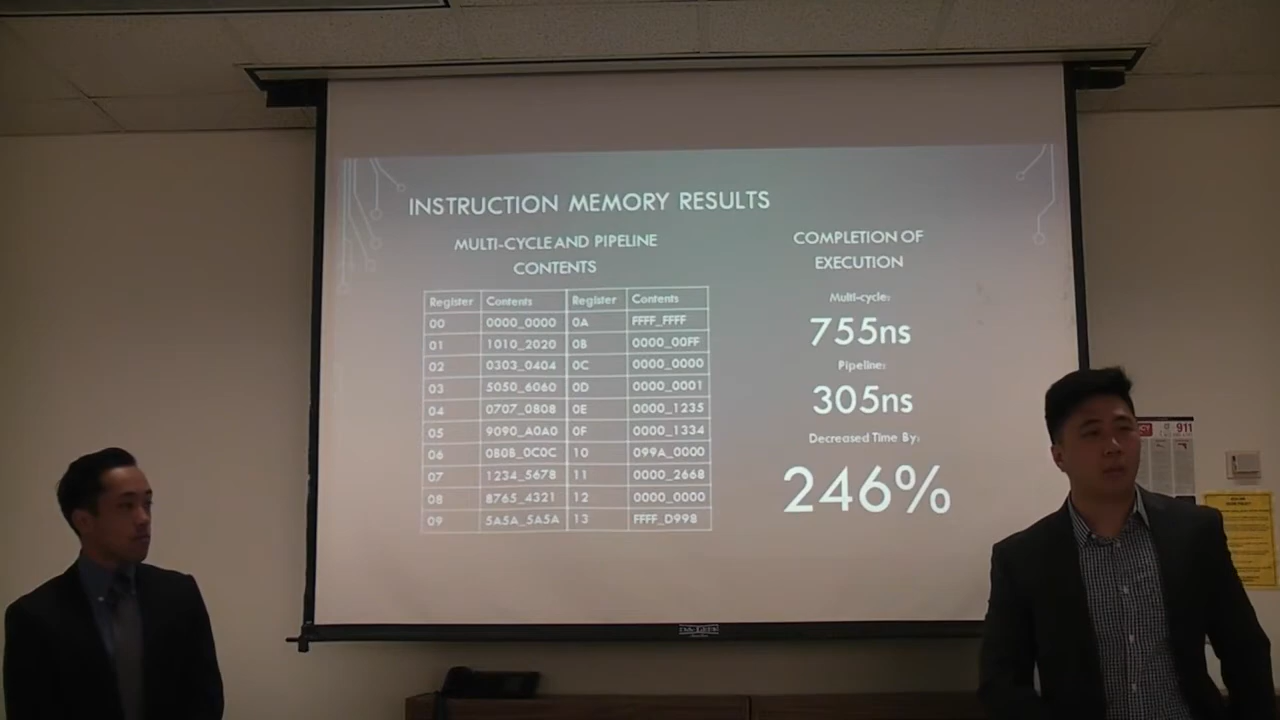 INSTRUCTION MEMORY RESULTS
MULTI-CYCLE AND PIPELINE
CONTENTS
Register Contents Register Contents
00 0000_0000 0A FFFF_FFFF
01 1010_2020 0B 0000_00FF
02 0303_0404 0C 0000_0000
03 5050_6060 0D 0000_0001
04 0707_0808 0E 0000_1235
05 9090_A0A0 0F 0000_1334
06 0B0B_0C0C 10 099A_0000
07 1234_5678 11 0000_2668
08 8765_4321 12 0000_0000
09 5A5A_5A5A 13 FFFF_D998
COMPLETION OF
EXECUTION
Multi-cycle:
755ns
Pipeline:
305ns
Decreased Time By:
246%
911